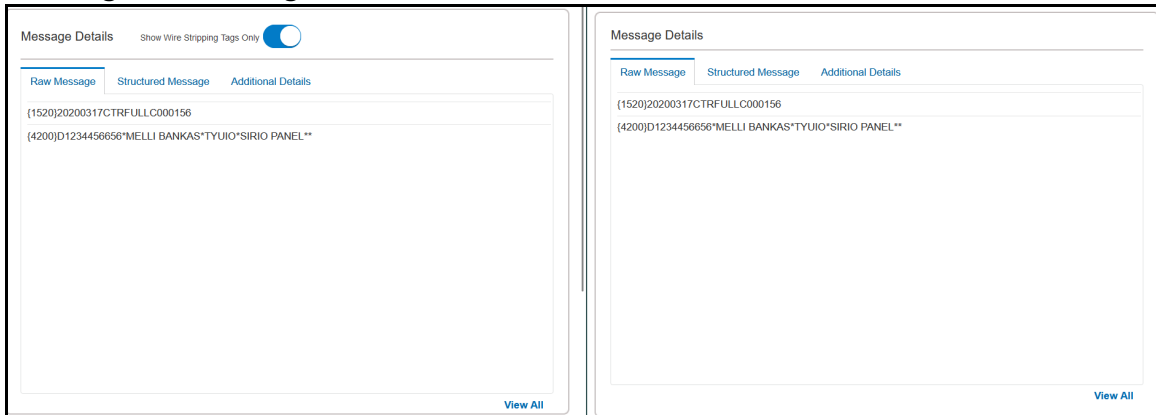 Message Details Show Wire Stripping Tags Only
Raw Message Structured Message Additional Details
{1520}20200317CTRFULLC000156
{4200}D1234456656*MELLI BANKAS*TYUIO*SIRIO PANEL**
View All
Message Details
Raw Message Structured Message Additional Details
{1520}20200317CTRFULLC000156
{4200}D1234456656*MELLI BANKAS*TYUIO*SIRIO PANEL**
View All